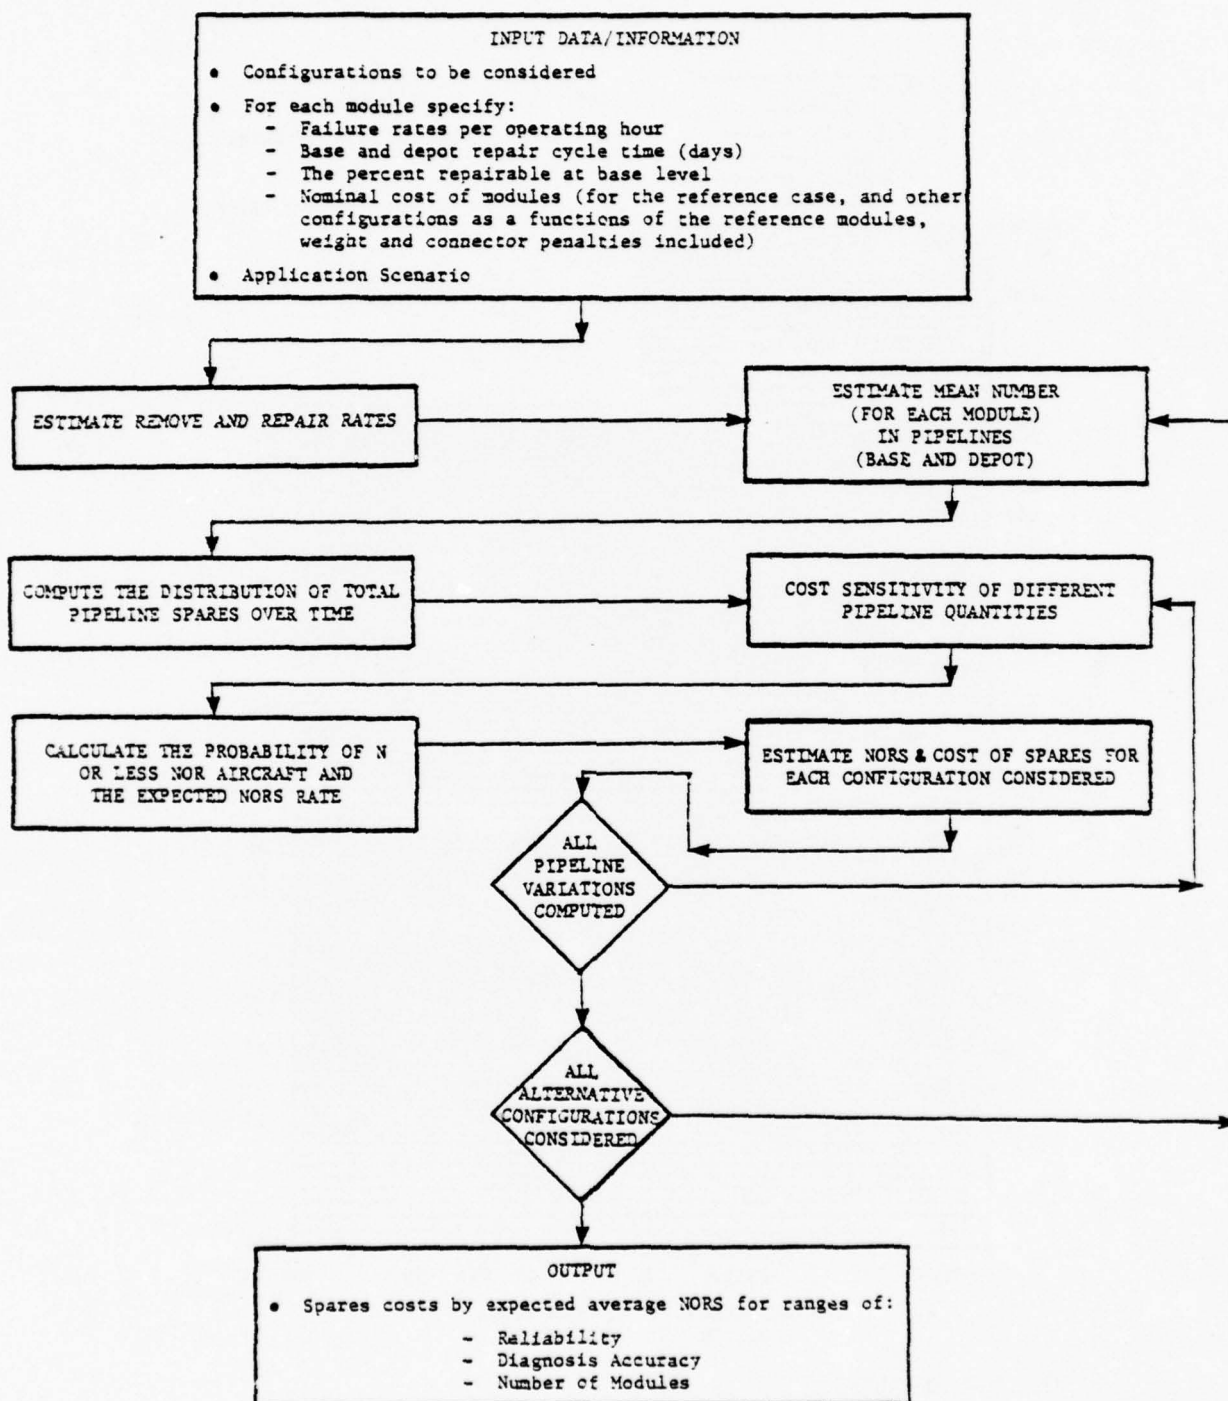 INPUT DATA/INFORMATION
• Configurations to be considered
• For each module specify:
- Failure rates per operating hour
- Base and depot repair cycle time (days)
- The percent repairable at base level
- Nominal cost of modules (for the reference case, and other
configurations as a functions of the reference modules,
weight and connector penalties included)
• Application Scenario
ESTIMATE REMOVE AND REPAIR RATES
ESTIMATE MEAN NUMBER
(FOR EACH MODULE)
IN PIPELINES
(BASE AND DEPOT)
COMPUTE THE DISTRIBUTION OF TOTAL
PIPELINE SPARES OVER TIME
COST SENSITIVITY OF DIFFERENT
PIPELINE QUANTITIES
CALCULATE THE PROBABILITY OF N
OR LESS NOR AIRCRAFT AND
THE EXPECTED NORS RATE
ESTIMATE NORS & COST OF SPARES FOR
EACH CONFIGURATION CONSIDERED
ALL
PIPELINE
VARIATIONS
COMPUTED
ALL
ALTERNATIVE
CONFIGURATIONS
CONSIDERED
OUTPUT
• Spares costs by expected average NORS for ranges of:
- Reliability
- Diagnosis Accuracy
- Number of Modules